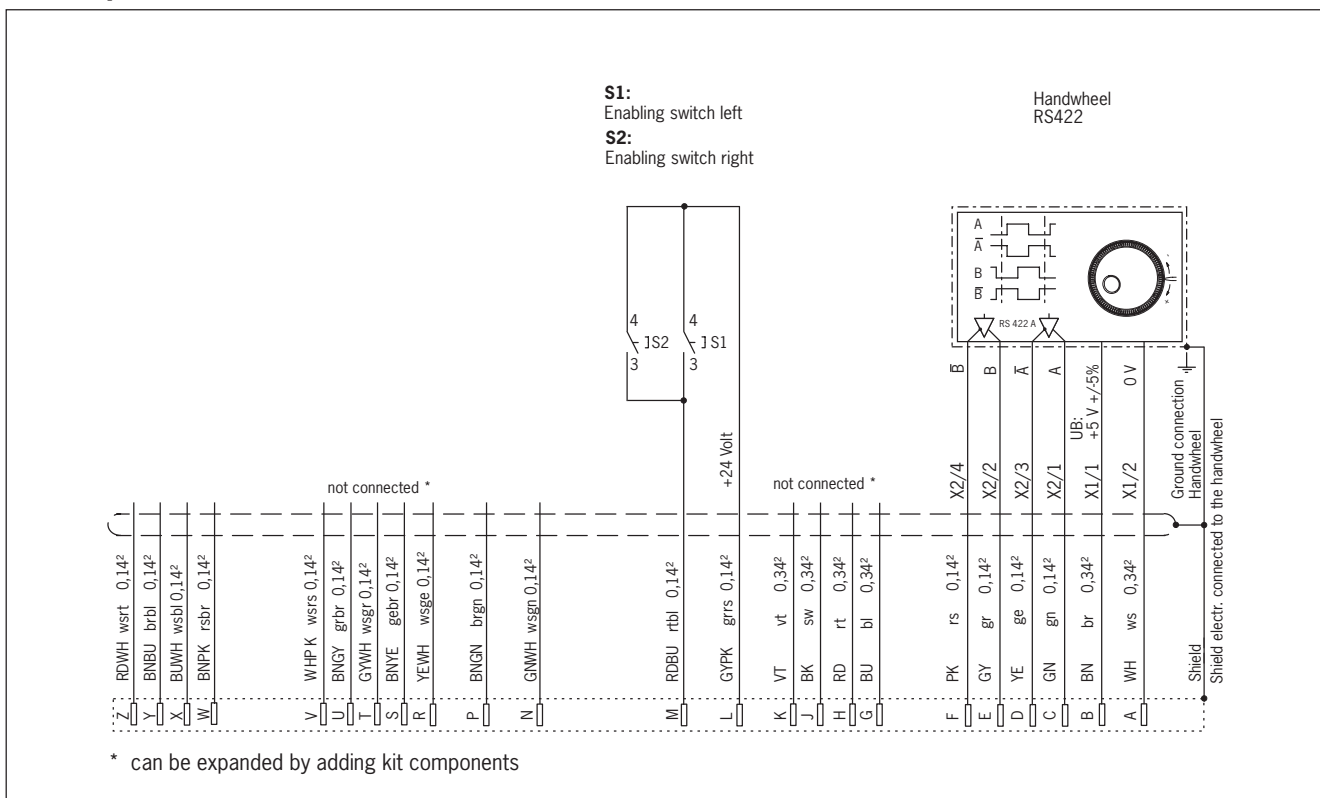 S1:
Enabling switch left
S2:
Enabling switch right
Handwheel
RS422
A
A̅
B
B̅
RS 422 A
4
S2
3
4
S1
3
B̅
B
A̅
A
UB:
+5 V +/-5%
0 V
+24 Volt
X2/4
X2/2
X2/3
X2/1
X1/1
X1/2
Ground connection
Handwheel
Shield electr. connected to the handwheel
Shield
not connected *
not connected *
RDWH wsrt 0,14²
BNBU brbl 0,14²
BUWH wsbl 0,14²
BNPK rsbr 0,14²
WHPK wsrs 0,14²
BNGY grbr 0,14²
GYWH wsgr 0,14²
BNYE gebr 0,14²
YEWH wsge 0,14²
BNGN brgn 0,14²
GNWH wsgn 0,14²
RDBU rtbl 0,14²
GYPK grrs 0,14²
VT vt 0,34²
BK sw 0,34²
RD rt 0,34²
BU bl 0,34²
PK rs 0,14²
GY gr 0,14²
YE ge 0,14²
GN gn 0,14²
BN br 0,34²
WH ws 0,34²
Z Y X W V U T S R P N M L K J H G F E D C B A
* can be expanded by adding kit components